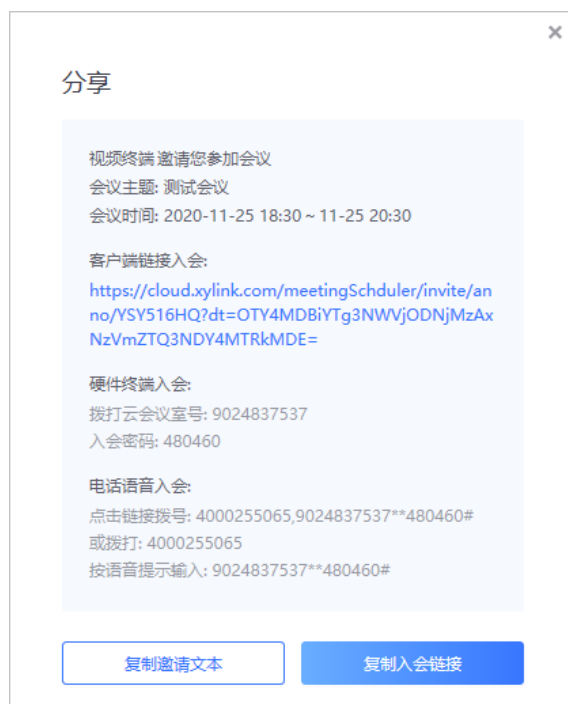 分享
视频终端 邀请您参加会议
会议主题: 测试会议
会议时间: 2020-11-25 18:30 ~ 11-25 20:30
客户端链接入会:
https://cloud.xylink.com/meetingSchduler/invite/an
no/YSY516HQ?dt=OTY4MDBiYTg3NWVjODNjMzAx
NzVmZTQ3NDY4MTRkMDE=
硬件终端入会:
拨打云会议室号: 9024837537
入会密码: 480460
电话语音入会:
点击链接拨号: 4000255065,9024837537**480460#
或拨打: 4000255065
按语音提示输入: 9024837537**480460#
复制邀请文本
复制入会链接